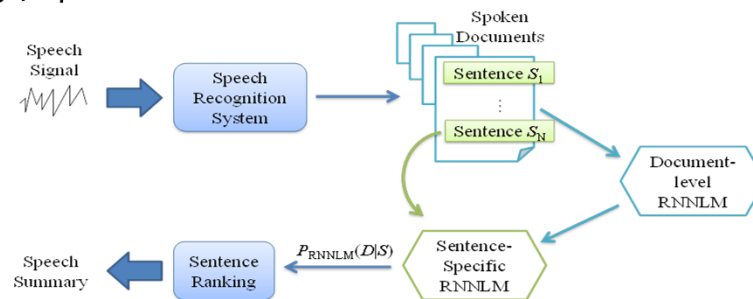 Spoken
Documents
Speech
Signal
Speech
Recognition
System
Sentence S1
⋮
Sentence SN
Document-
level
RNNLM
Speech
Summary
Sentence
Ranking
PRNNLM(D|S)
Sentence-
Specific
RNNLM